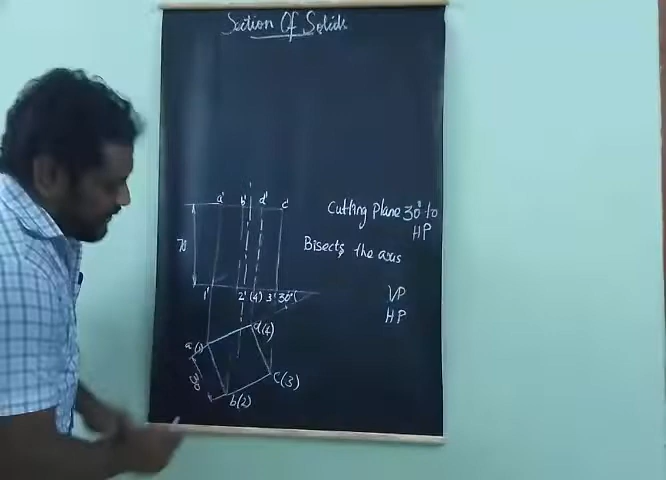 Section Of Solids
a' b' d' c'
Cutting Plane 30° to
HP
Bisects the axis
70
1' 2' (4) 3' 30°
VP
HP
d(4)
a(1)
c(3)
b(2)